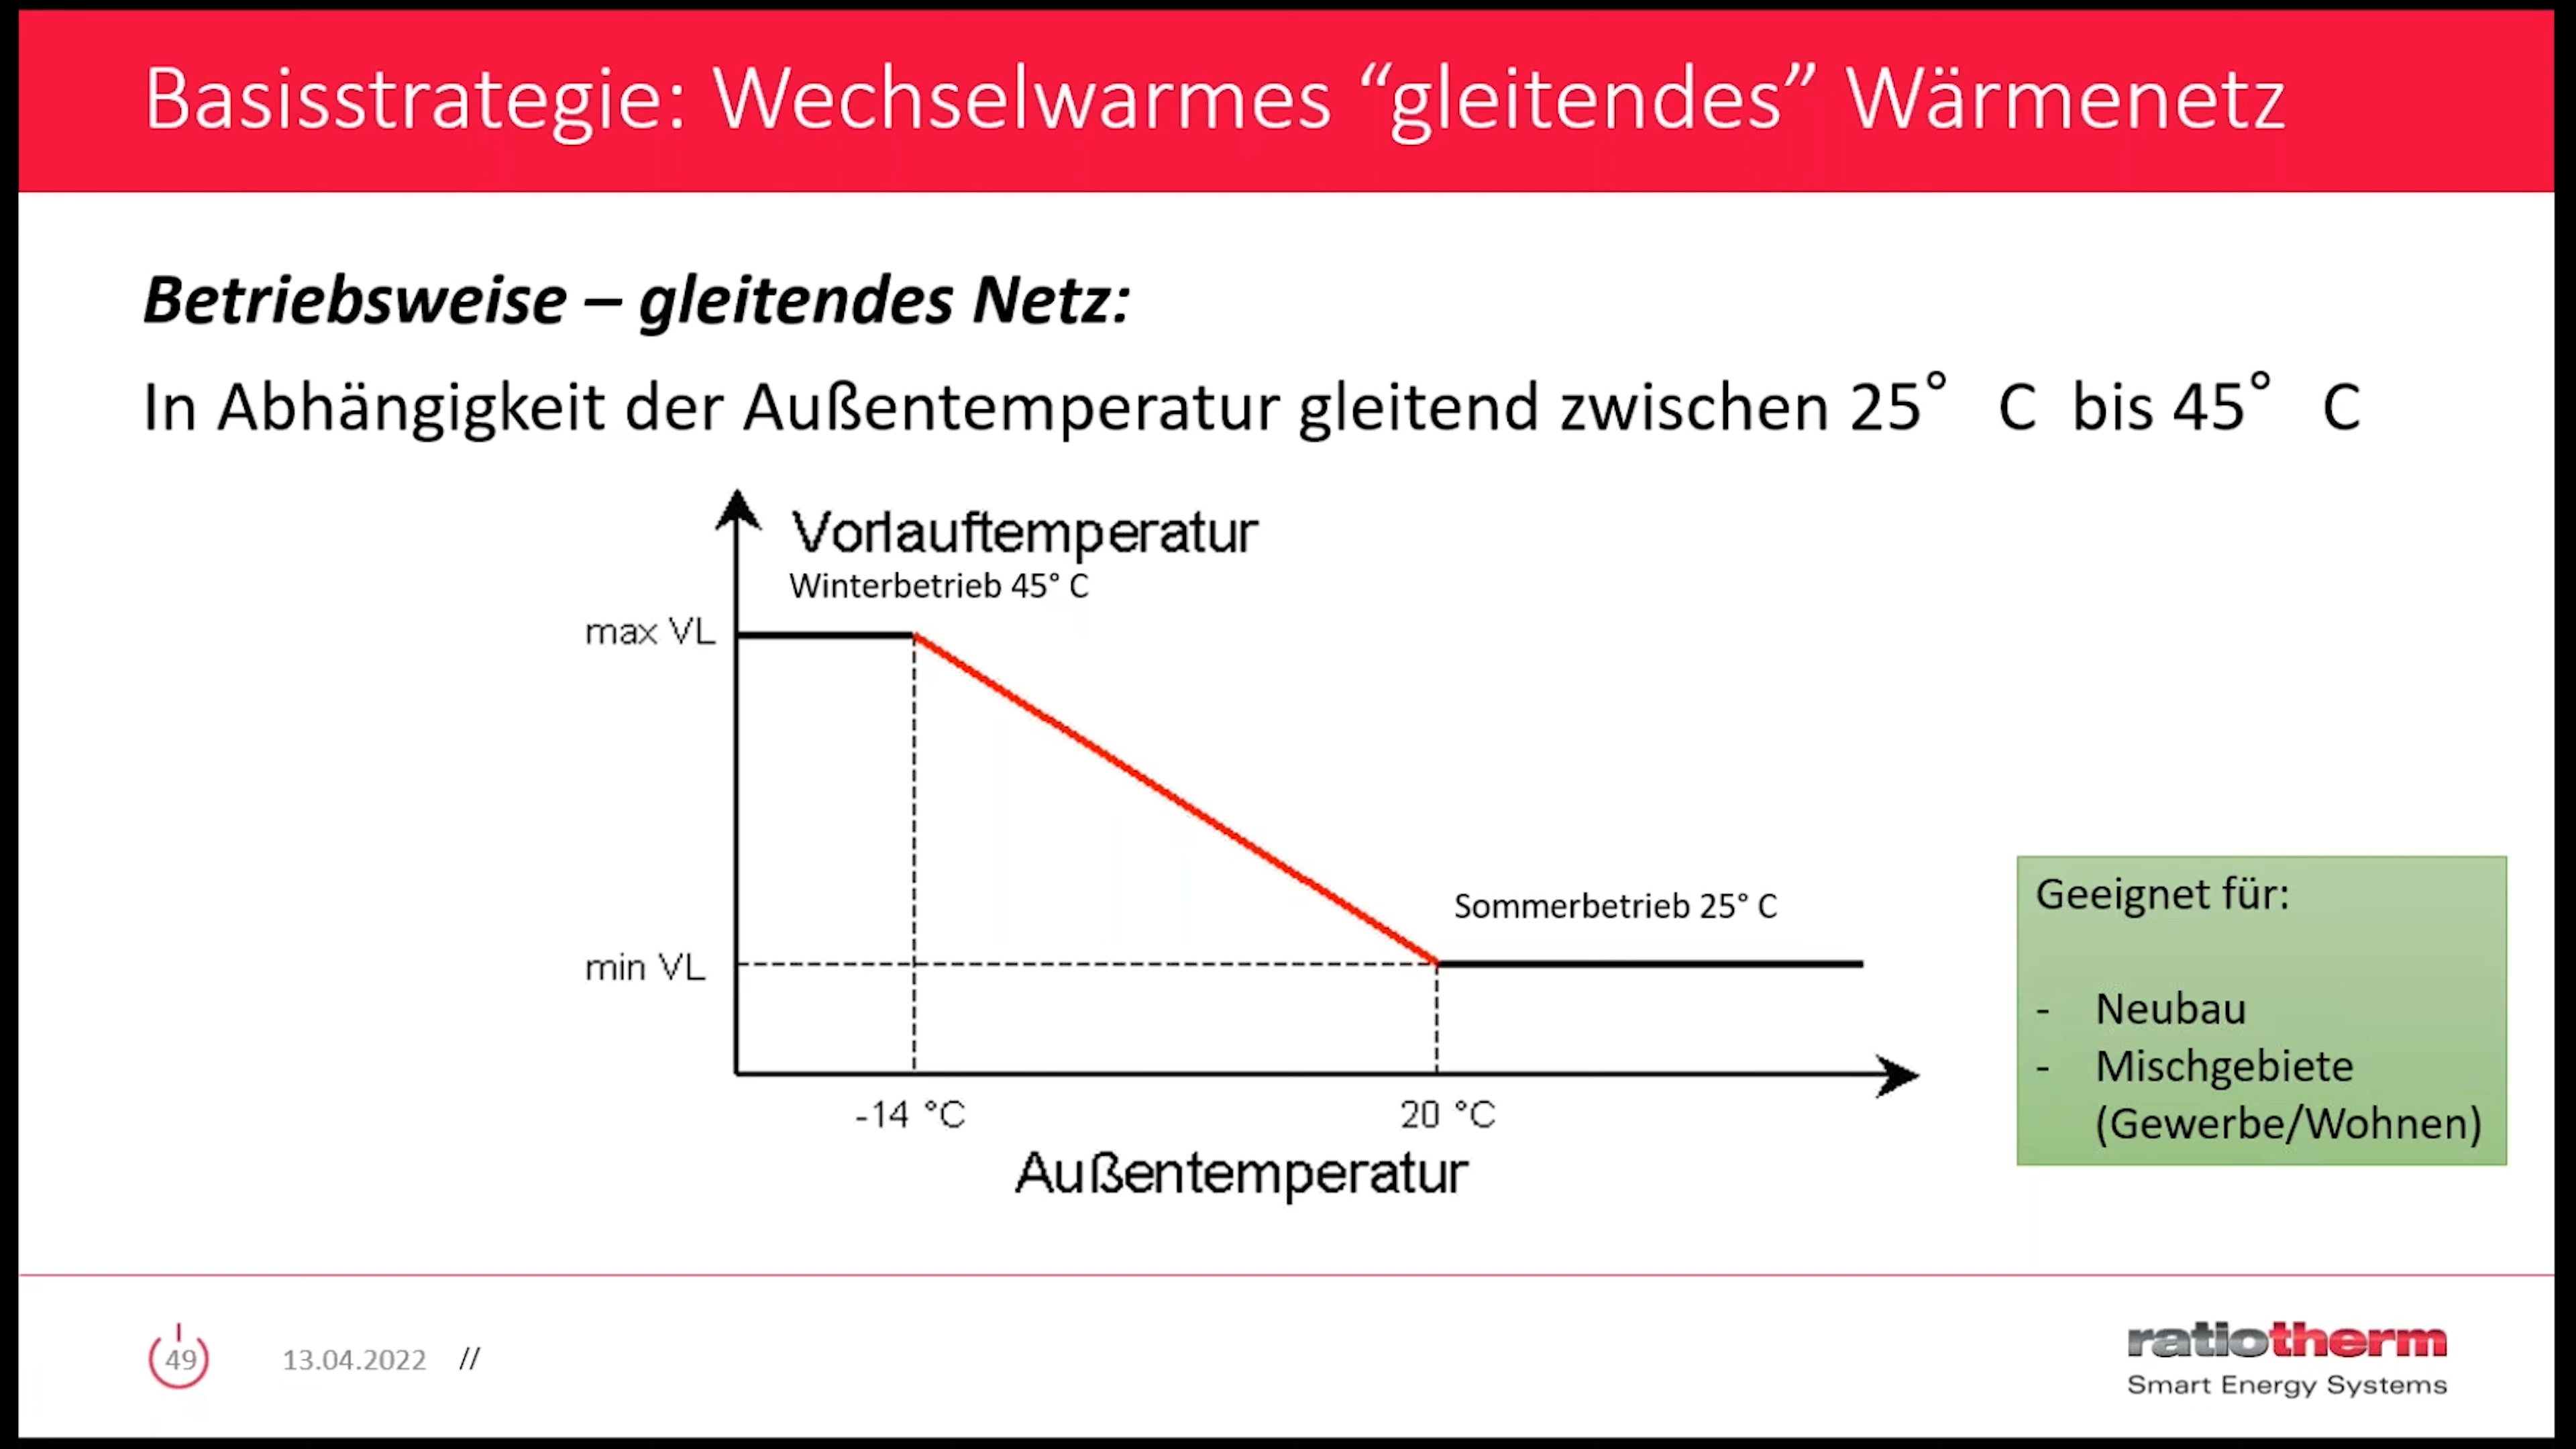 Basisstrategie: Wechselwarmes “gleitendes” Wärmenetz
Betriebsweise – gleitendes Netz:
In Abhängigkeit der Außentemperatur gleitend zwischen 25° C bis 45° C
Vorlauftemperatur
Winterbetrieb 45° C
max VL
Sommerbetrieb 25° C
min VL
-14 °C
20 °C
Außentemperatur
Geeignet für:
- Neubau
- Mischgebiete
(Gewerbe/Wohnen)
49
13.04.2022 //
ratiotherm
Smart Energy Systems